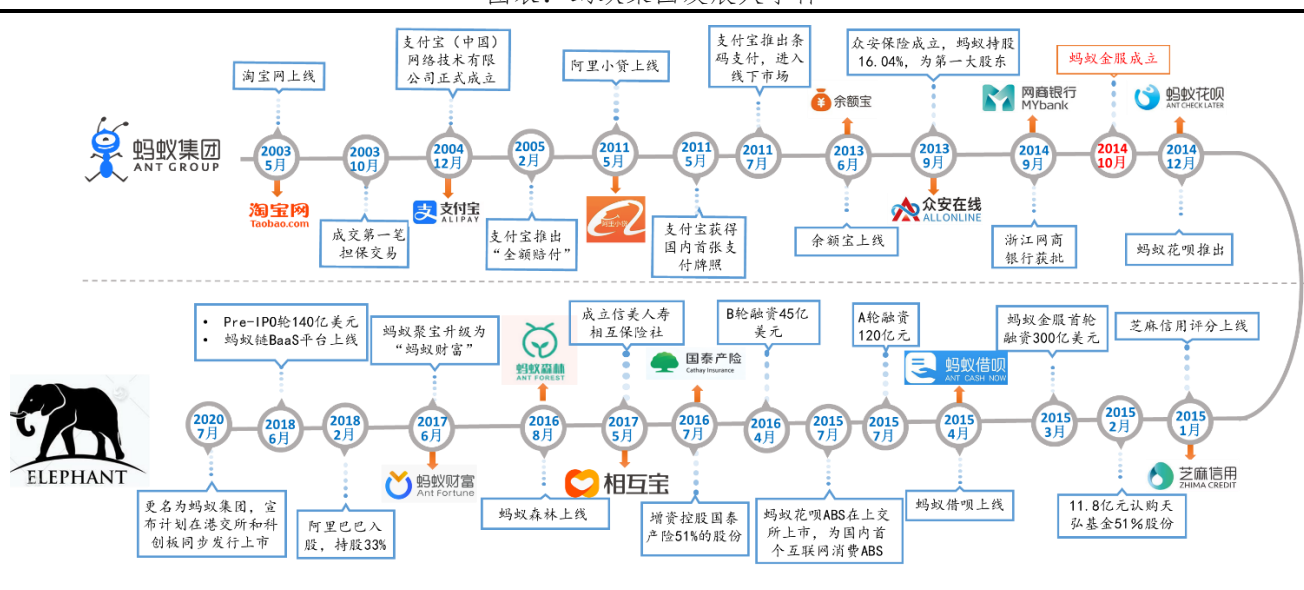 淘宝网上线
支付宝（中国）
网络技术有限
公司正式成立
阿里小贷上线
支付宝推出条
码支付，进入
线下市场
众安保险成立，蚂蚁持股
16.04%，为第一大股东
蚂蚁金服成立
余额宝
网商银行
MYbank
蚂蚁花呗
ANT CHECK LATER
蚂蚁集团
ANT GROUP
2003
5月
2003
10月
2004
12月
2005
2月
2011
5月
2011
5月
2011
7月
2013
6月
2013
9月
2014
9月
2014
10月
2014
12月
淘宝网
Taobao.com
支付宝
ALIPAY
众安在线
ALLONLINE
成交第一笔
担保交易
支付宝推出
“全额赔付”
支付宝获得
国内首张支
付牌照
余额宝上线
浙江网商
银行获批
蚂蚁花呗推出
• Pre-IPO轮140亿美元
• 蚂蚁链BaaS平台上线
蚂蚁聚宝升级为
“蚂蚁财富”
蚂蚁森林
ANT FOREST
成立信美人寿
相互保险社
国泰产险
Cathay Insurance
B轮融资45亿
美元
A轮融资
120亿元
蚂蚁借呗
ANT CASH NOW
蚂蚁金服首轮
融资300亿美元
芝麻信用评分上线
2020
7月
2018
6月
2018
2月
2017
6月
2016
8月
2017
5月
2016
7月
2016
4月
2015
7月
2015
7月
2015
4月
2015
3月
2015
2月
2015
1月
ELEPHANT
蚂蚁财富
Ant Fortune
相互宝
芝麻信用
ZHIMA CREDIT
更名为蚂蚁集团，宣
布计划在港交所和科
创板同步发行上市
阿里巴巴入
股，持股33%
蚂蚁森林上线
增资控股国泰
产险51%的股份
蚂蚁花呗ABS在上交
所上市，为国内首
个互联网消费ABS
蚂蚁借呗上线
11.8亿元认购天
弘基金51%股份